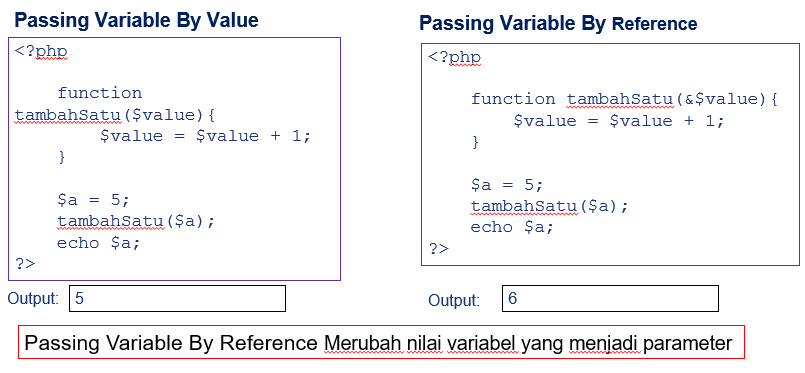 Passing Variable By Value
<?php
function
tambahSatu($value){
$value = $value + 1;
}
$a = 5;
tambahSatu($a);
echo $a;
?>
Output: 5
Passing Variable By Reference
<?php
function tambahSatu(&$value){
$value = $value + 1;
}
$a = 5;
tambahSatu($a);
echo $a;
?>
Output: 6
Passing Variable By Reference Merubah nilai variabel yang menjadi parameter